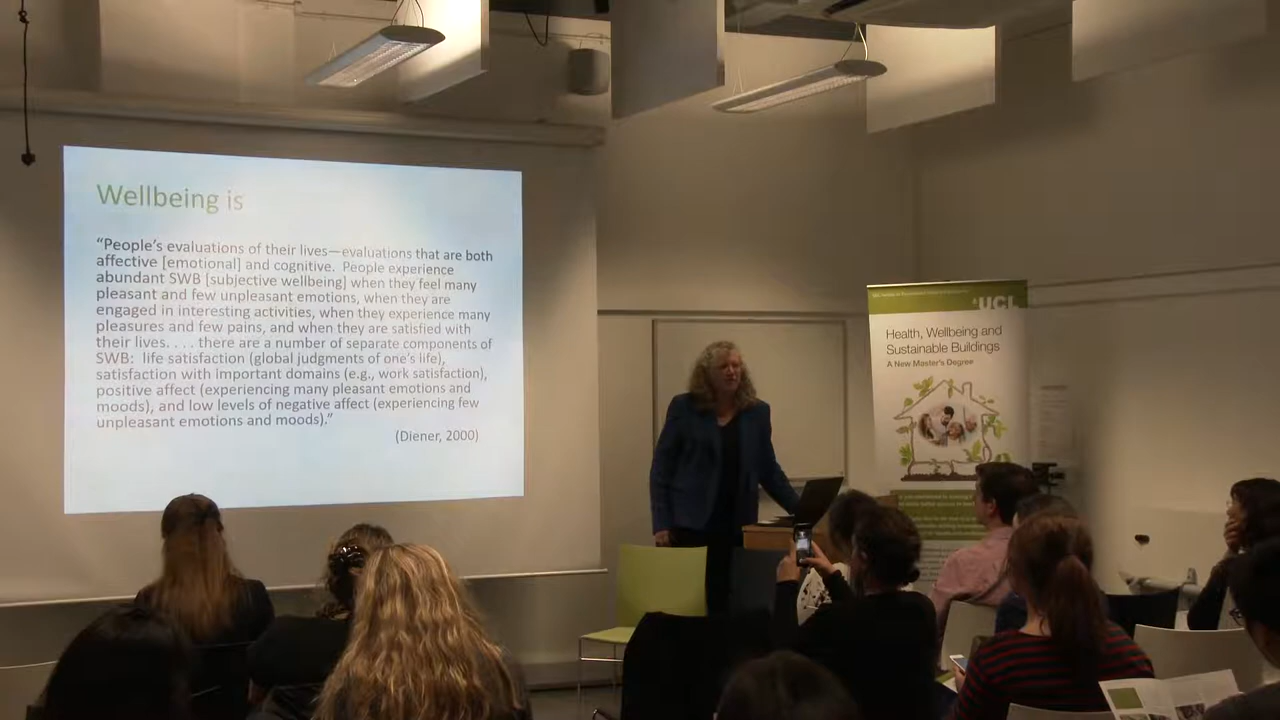 Wellbeing is
“People’s evaluations of their lives—evaluations that are both
affective [emotional] and cognitive.  People experience
abundant SWB [subjective wellbeing] when they feel many
pleasant and few unpleasant emotions, when they are
engaged in interesting activities, when they experience many
pleasures and few pains, and when they are satisfied with
their lives. . . . there are a number of separate components of
SWB:  life satisfaction (global judgments of one’s life),
satisfaction with important domains (e.g., work satisfaction),
positive affect (experiencing many pleasant emotions and
moods), and low levels of negative affect (experiencing few
unpleasant emotions and moods).”
(Diener, 2000)
UCL
Health, Wellbeing and
Sustainable Buildings
A New Master's Degree